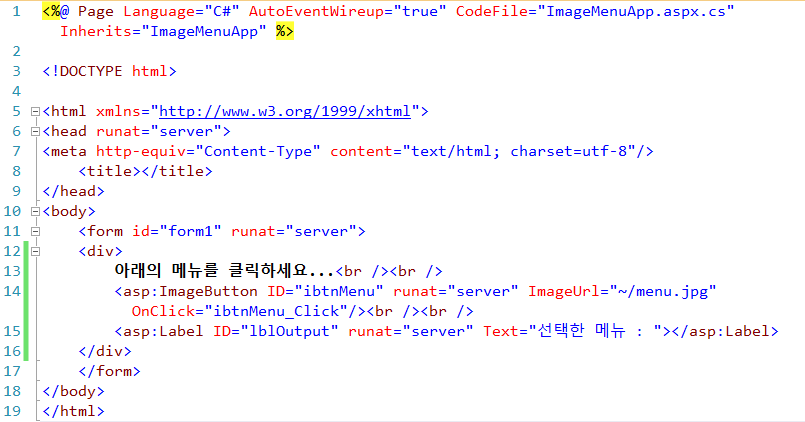 1 <%@ Page Language="C#" AutoEventWireup="true" CodeFile="ImageMenuApp.aspx.cs"
Inherits="ImageMenuApp" %>
2
3 <!DOCTYPE html>
4
5 <html xmlns="http://www.w3.org/1999/xhtml">
6 <head runat="server">
7 <meta http-equiv="Content-Type" content="text/html; charset=utf-8"/>
8 <title></title>
9 </head>
10 <body>
11 <form id="form1" runat="server">
12 <div>
13 아래의 메뉴를 클릭하세요...<br /><br />
14 <asp:ImageButton ID="ibtnMenu" runat="server" ImageUrl="~/menu.jpg"
OnClick="ibtnMenu_Click"/><br /><br />
15 <asp:Label ID="lblOutput" runat="server" Text="선택한 메뉴 : "></asp:Label>
16 </div>
17 </form>
18 </body>
19 </html>